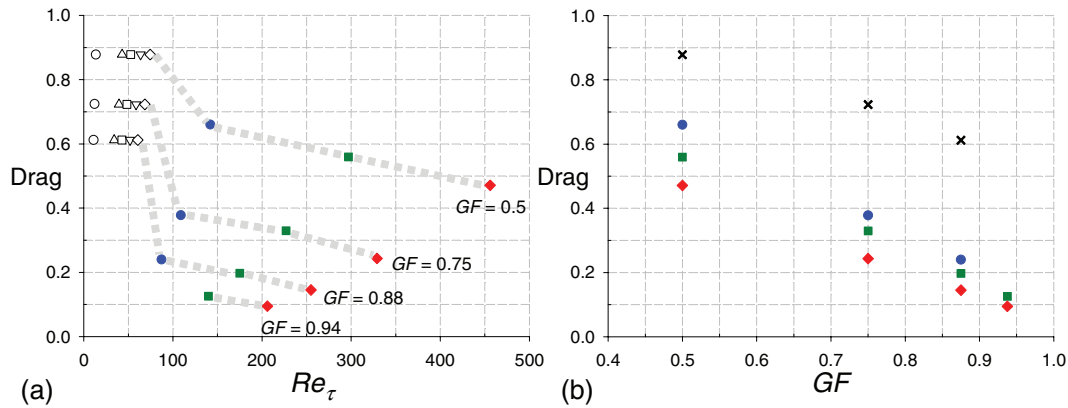 1.0
0.8
0.6
Drag
0.4
0.2
0.0
0 100 200 300 400 500
GF = 0.5
GF = 0.75
GF = 0.88
GF = 0.94
(a)
Re_τ
1.0
0.8
0.6
Drag
0.4
0.2
0.0
0.4 0.5 0.6 0.7 0.8 0.9 1.0
(b)
GF